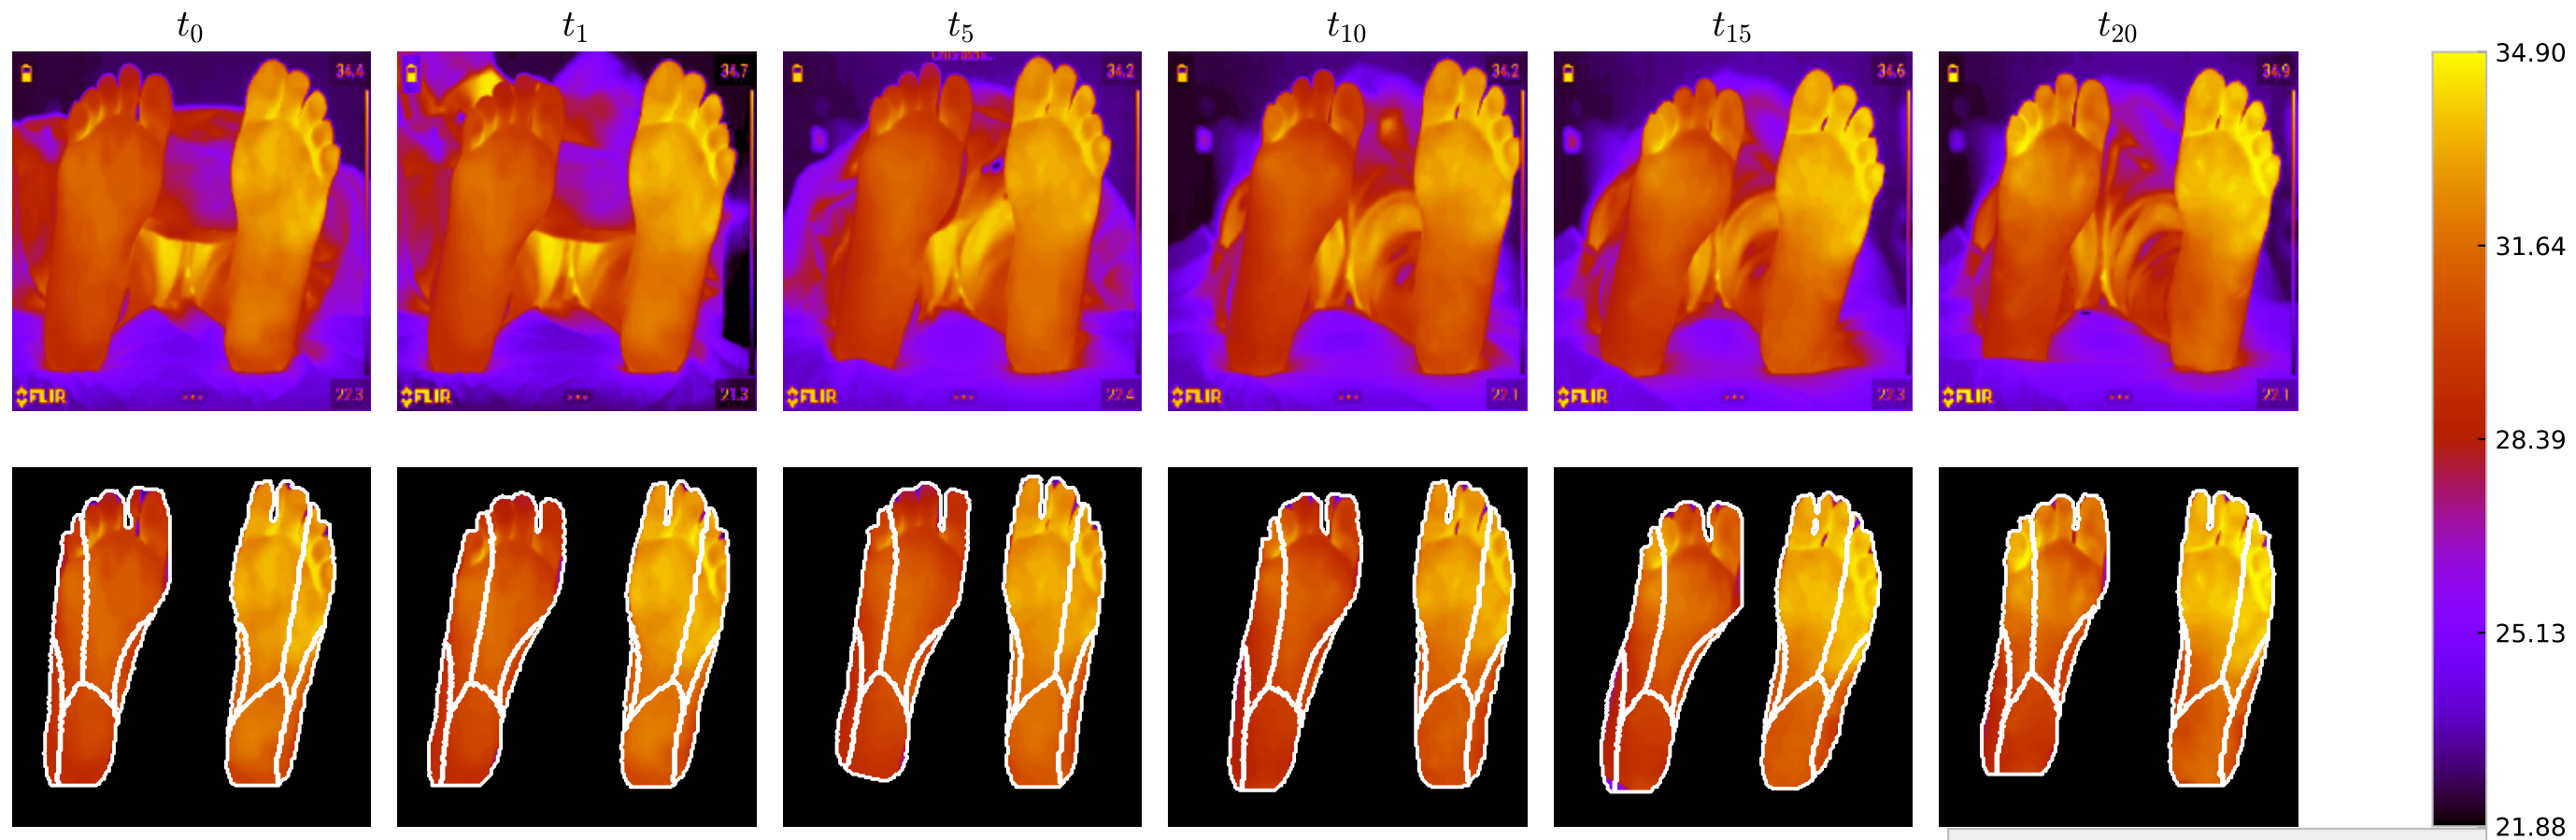 t0 t1 t5 t10 t15 t20
34.4 34.7 34.2 34.2 34.6 34.9
22.3 21.3 22.4 22.1 22.3 22.1
FLIR FLIR FLIR FLIR FLIR FLIR
34.90
31.64
28.39
25.13
21.88